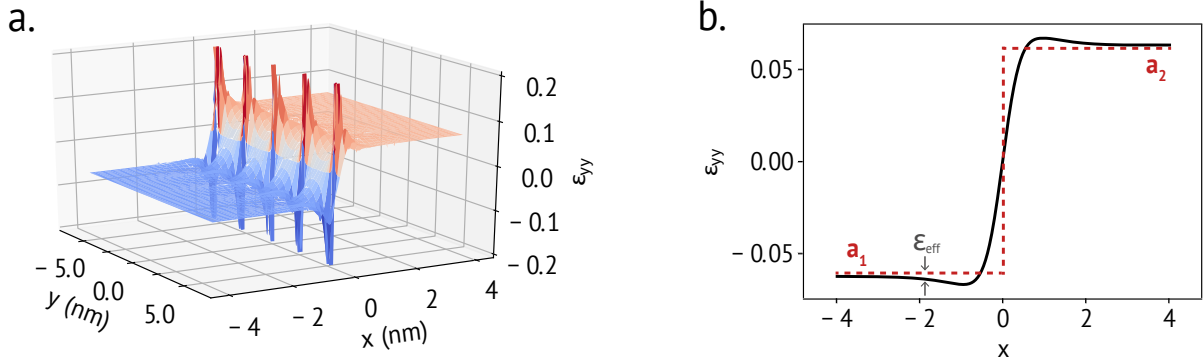 a.
0.2
0.1
0.0
− 0.1
− 0.2
εyy
− 5.0
0.0
5.0
y (nm)
− 4
− 2
0
2
4
x (nm)
b.
0.05
0.00
− 0.05
εyy
a2
a1
εeff
− 4
− 2
0
2
4
x